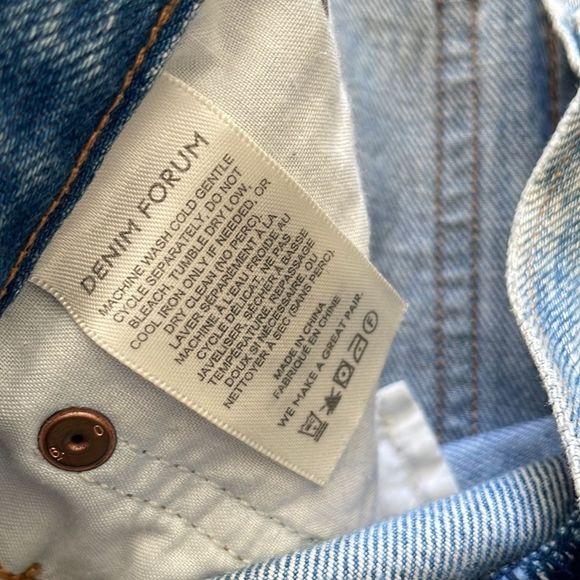 DENIM FORUM
MACHINE WASH COLD GENTLE
CYCLE SEPARATELY. DO NOT
BLEACH, TUMBLE DRY LOW.
COOL IRON, ONLY IF NEEDED, OR
DRY CLEAN (NO PERC).
LAVER SÉPARÉMENT À LA
MACHINE À L'EAU FROIDE AU
CYCLE DÉLICAT, NE PAS
JAVELISER, SÉCHER À BASSE
TEMPÉRATURE, REPASSAGE
DOUX SI NÉCESSAIRE OU
NETTOYER À SEC (SANS PERC).
MADE IN CHINA
FABRIQUÉ EN CHINE
WE MAKE A GREAT PAIR.